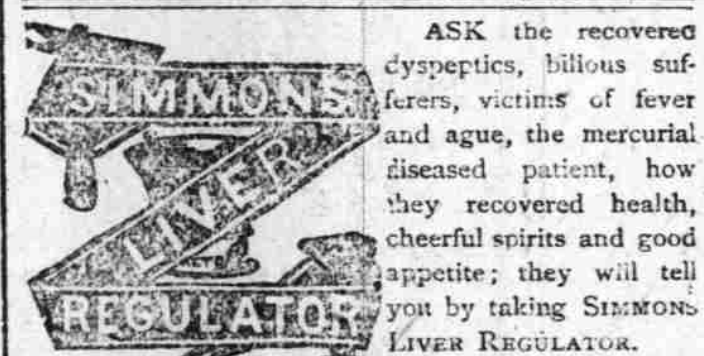 SIMMONS
LIVER
REGULATOR
ASK the recovered
dyspeptics, bilious suf-
ferers, victims of fever
and ague, the mercurial
diseased patient, how
they recovered health,
cheerful spirits and good
appetite; they will tell
you by taking SIMMONS
LIVER REGULATOR.